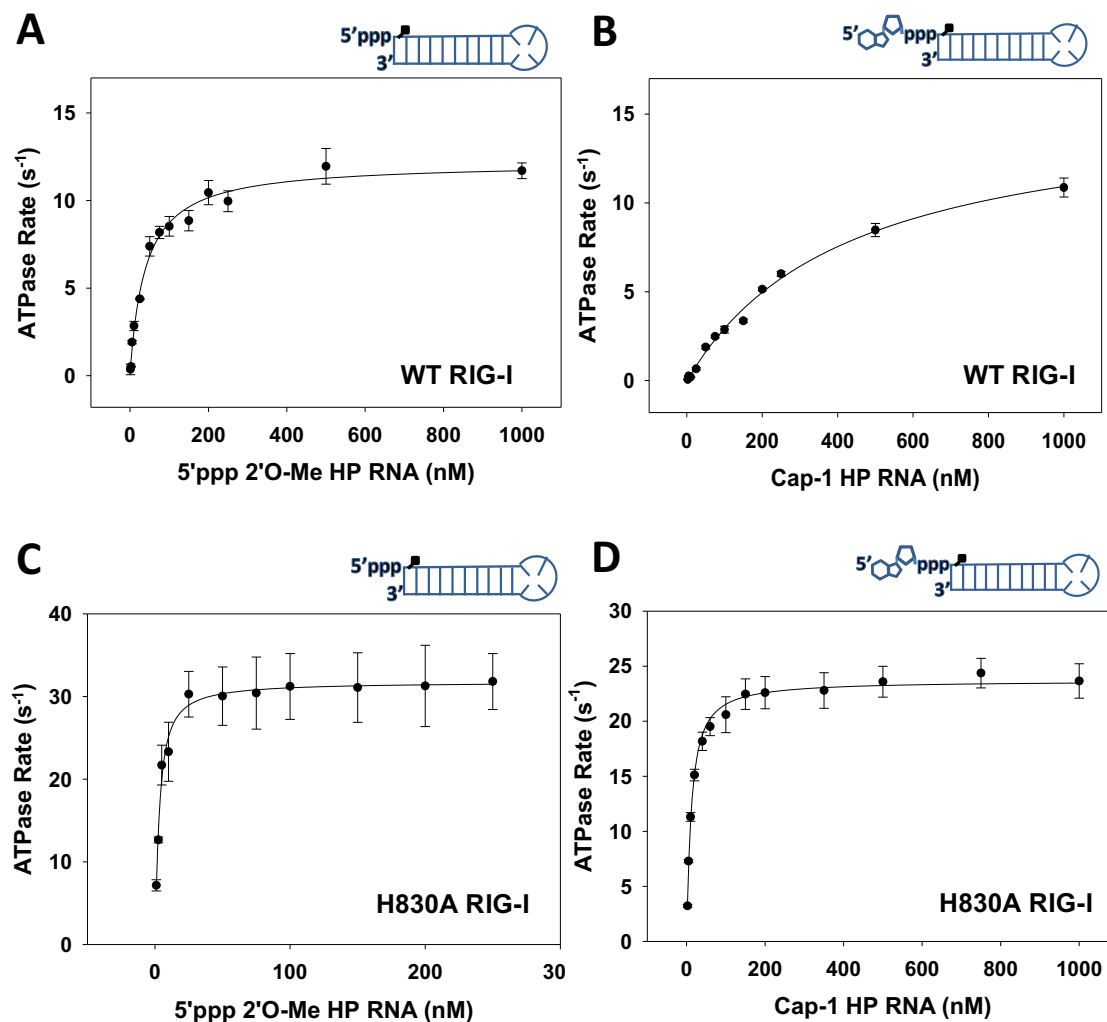 A
5'ppp
3'
15
10
5
0
ATPase Rate (s-1)
WT RIG-I
0 200 400 600 800 1000
5'ppp 2'O-Me HP RNA (nM)
B
5' ppp
3'
15
10
5
0
ATPase Rate (s-1)
WT RIG-I
0 200 400 600 800 1000
Cap-1 HP RNA (nM)
C
5'ppp
3'
40
30
20
10
0
ATPase Rate (s-1)
H830A RIG-I
0 100 200 30
5'ppp 2'O-Me HP RNA (nM)
D
5' ppp
3'
30
25
20
15
10
5
0
ATPase Rate (s-1)
H830A RIG-I
0 200 400 600 800 1000
Cap-1 HP RNA (nM)